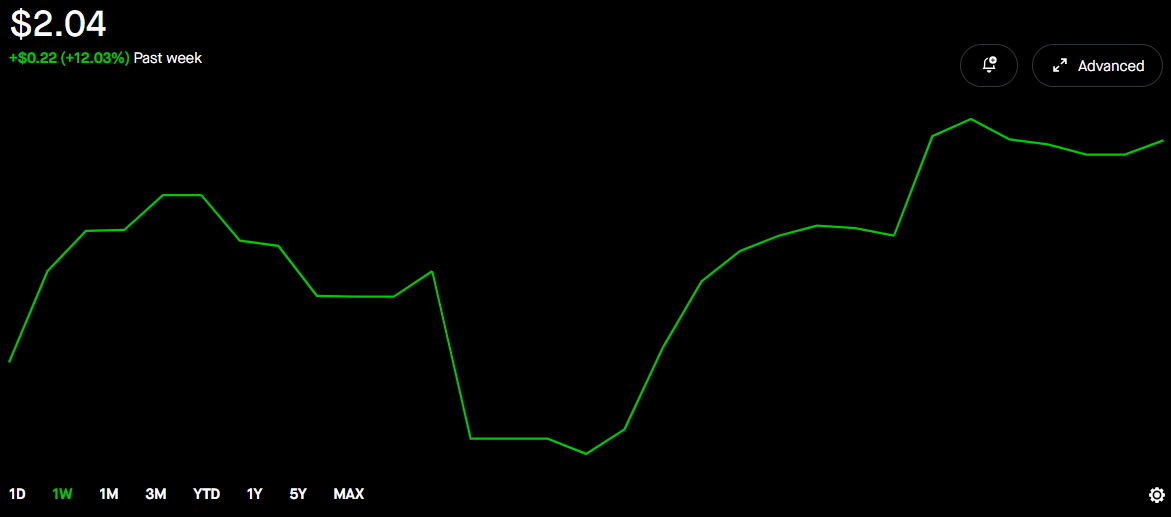 $2.04
+$0.22 (+12.03%) Past week
Advanced
1D 1W 1M 3M YTD 1Y 5Y MAX